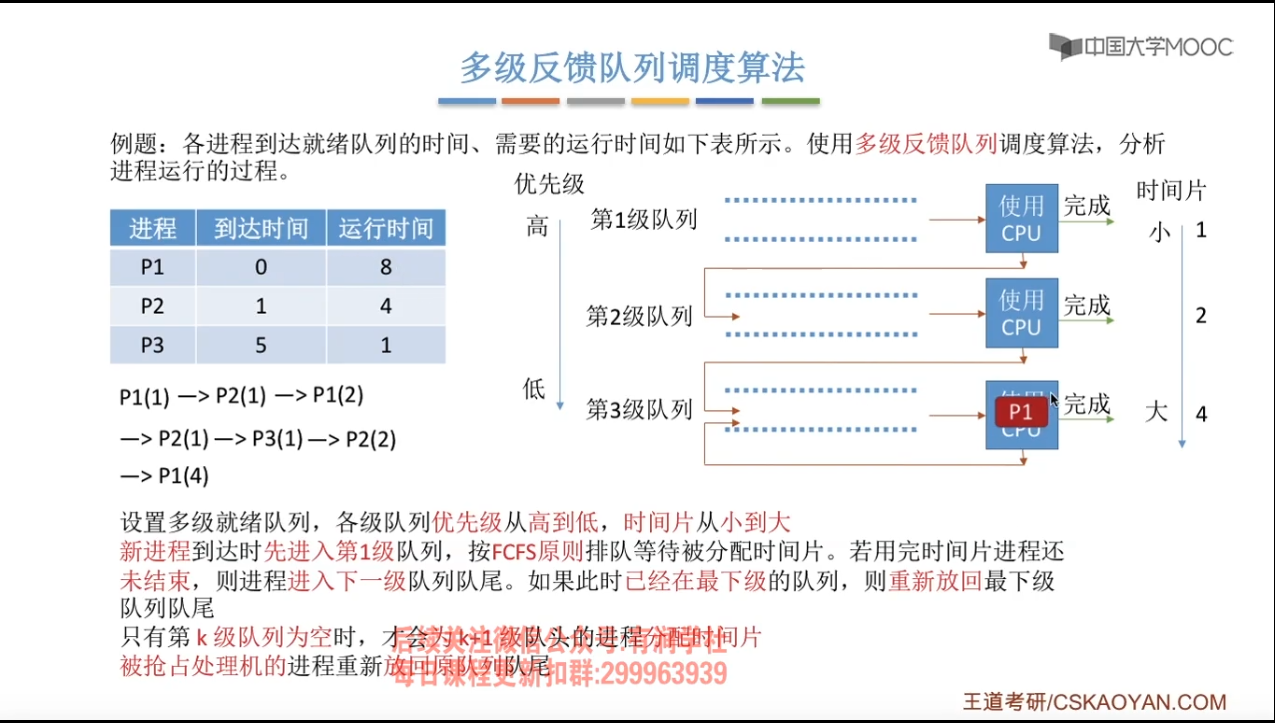 中国大学MOOC
多级反馈队列调度算法
例题：各进程到达就绪队列的时间、需要的运行时间如下表所示。使用多级反馈队列调度算法，分析
进程运行的过程。
进程 到达时间 运行时间
P1 0 8
P2 1 4
P3 5 1
P1(1) —> P2(1) —> P1(2)
—> P2(1) —> P3(1) —> P2(2)
—> P1(4)
优先级
高
低
第1级队列
使用
CPU
完成
第2级队列
使用
CPU
完成
第3级队列
使用
P1
CPU
完成
时间片
小 1
2
大 4
设置多级就绪队列，各级队列优先级从高到低，时间片从小到大
新进程到达时先进入第1级队列，按FCFS原则排队等待被分配时间片。若用完时间片进程还
未结束，则进程进入下一级队列队尾。如果此时已经在最下级的队列，则重新放回最下级
队列队尾
只有第 k 级队列为空时，才会为 k+1 级队头的进程分配时间片
被抢占处理机的进程重新放回原队列队尾
每日课程更新扣群:299963939
王道考研/CSKAOYAN.COM